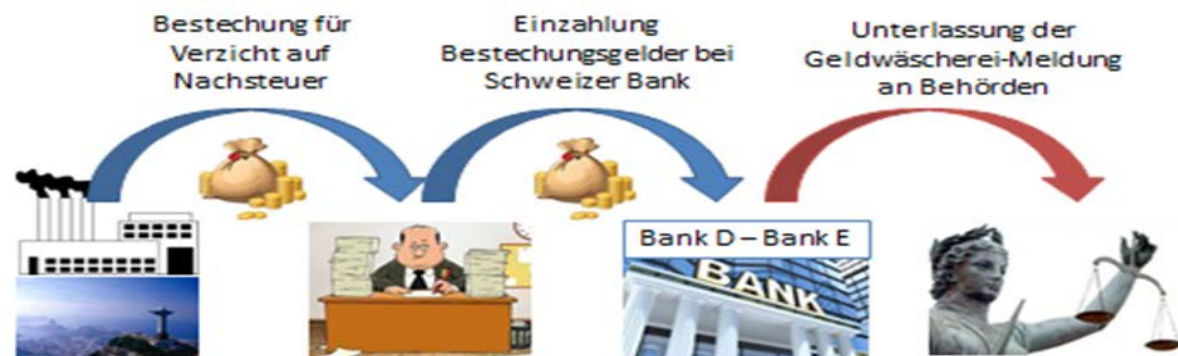 Bestechung für
Verzicht auf
Nachsteuer
Einzahlung
Bestechungsgelder bei
Schweizer Bank
Unterlassung der
Geldwäscherei-Meldung
an Behörden
Bank D – Bank E
BANK